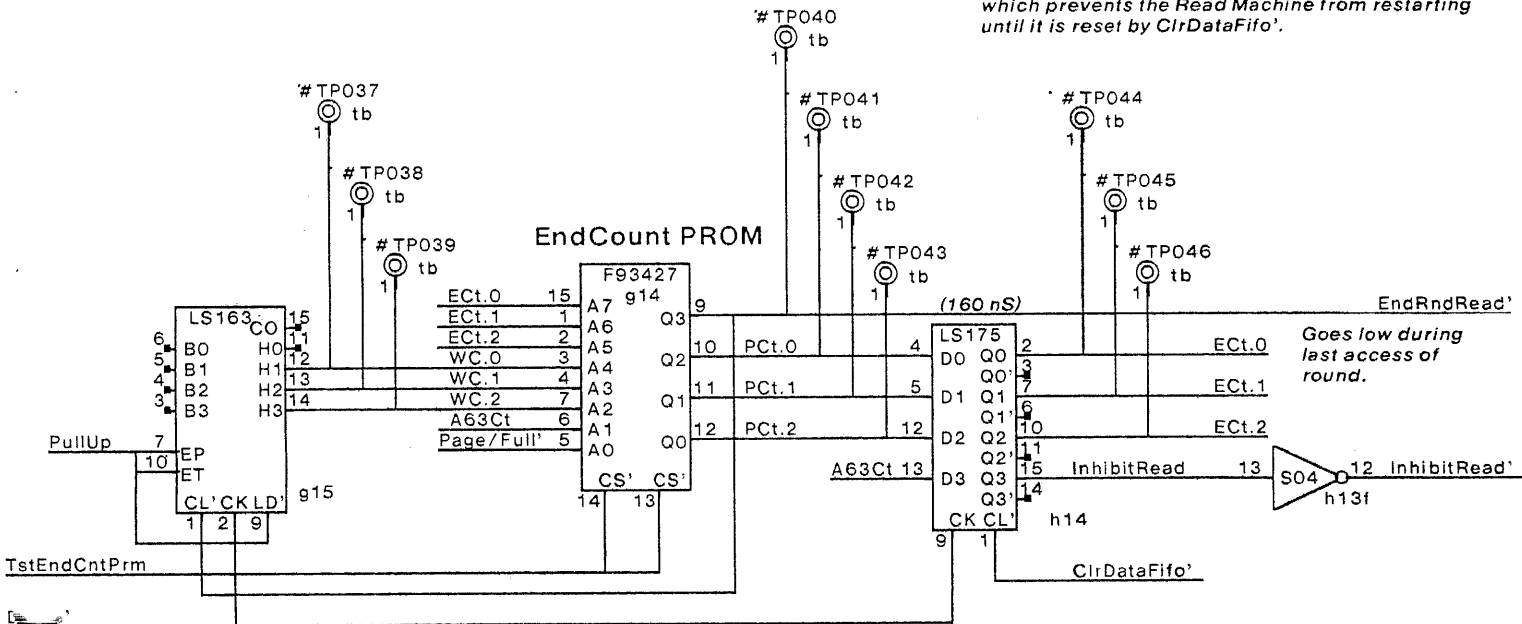 which prevents the Read Machine from restarting
until it is reset by ClrDataFifo'.
# TP040
tb
1
# TP037
tb
1
# TP041
tb
1
# TP044
tb
1
# TP038
tb
1
# TP042
tb
1
# TP045
tb
1
# TP039
tb
1
EndCount PROM
# TP043
tb
1
# TP046
tb
1
LS163
CO 15
H0 11
6 B0
5 B1
4 B2
3 B3
H1 12
H2 13
H3 14
PullUp 7 EP
10 ET
CL' CK LD'
1 2 9
g15
F93427
g14
ECt.0 15 A7
ECt.1 1 A6
ECt.2 2 A5
WC.0 3 A4
WC.1 4 A3
WC.2 7 A2
A63Ct 6 A1
Page/Full' 5 A0
Q3 9
Q2 10 PCt.0
Q1 11 PCt.1
Q0 12 PCt.2
CS' CS'
14 13
(160 nS)
EndRndRead'
Goes low during
last access of
round.
LS175
4 D0 Q0 2 ECt.0
Q0' 3
5 D1 Q1 7 ECt.1
Q1' 6
12 D2 Q2 10 ECt.2
Q2' 11
A63Ct 13 D3 Q3 15 InhibitRead 13 S04 12 InhibitRead'
Q3' 14
h13f
CK CL'
9 1
h14
TstEndCntPrm
ClrDataFifo'